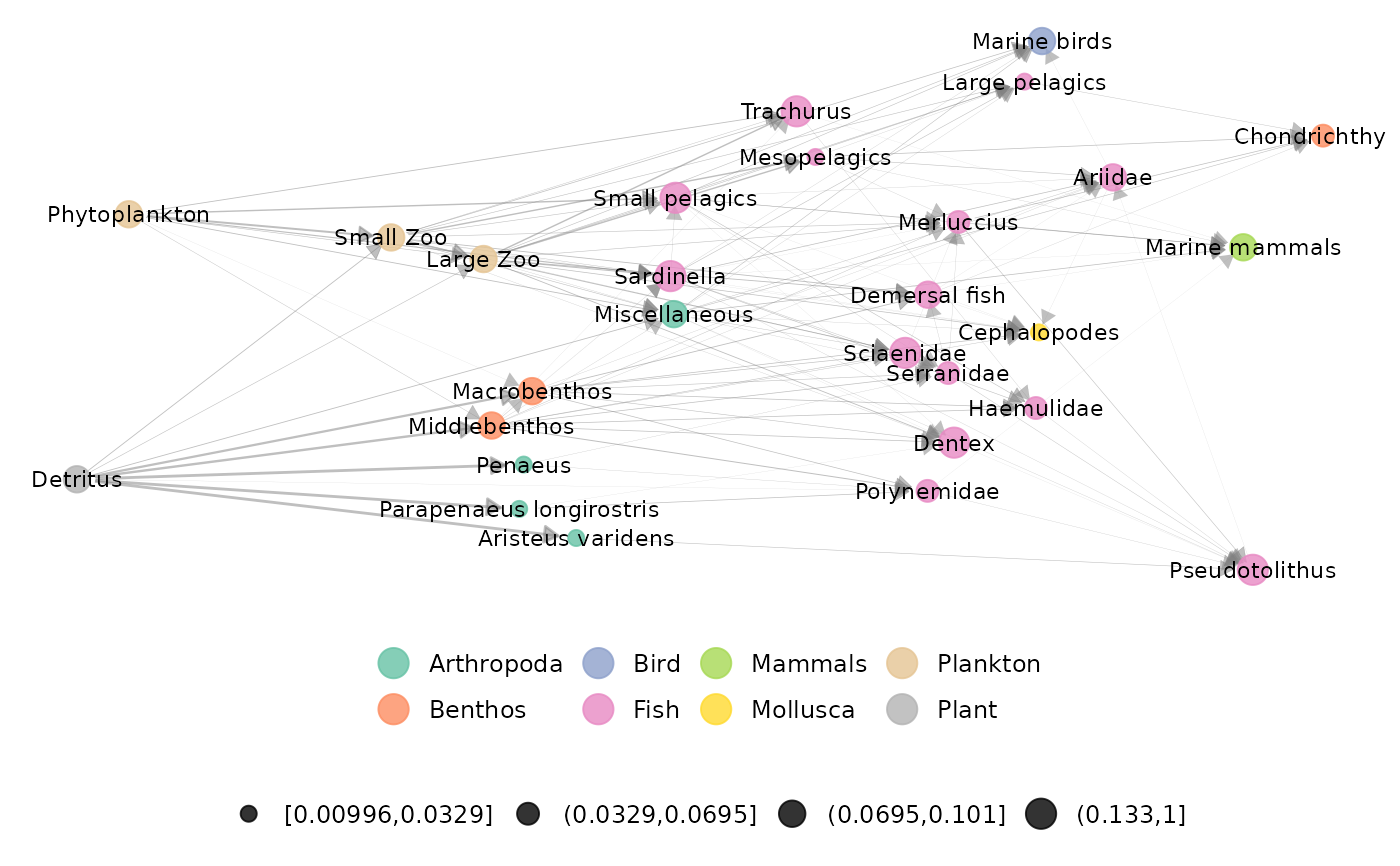 Marine birds
Large pelagics
Trachurus
Chondrichthy
Mesopelagics
Ariidae
Small pelagics
Phytoplankton
Merluccius
Small Zoo
Marine mammals
Large Zoo
Sardinella
Demersal fish
Miscellaneous
Cephalopodes
Sciaenidae
Serranidae
Macrobenthos
Haemulidae
Middlebenthos
Dentex
Penaeus
Detritus
Polynemidae
Parapenaeus longirostris
Aristeus varidens
Pseudotolithus
Arthropoda Bird Mammals Plankton
Benthos Fish Mollusca Plant
[0.00996,0.0329] (0.0329,0.0695] (0.0695,0.101] (0.133,1]